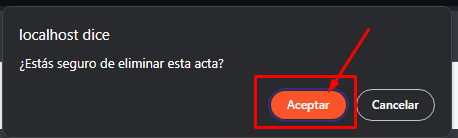 localhost dice
¿Estás seguro de eliminar esta acta?
Aceptar Cancelar